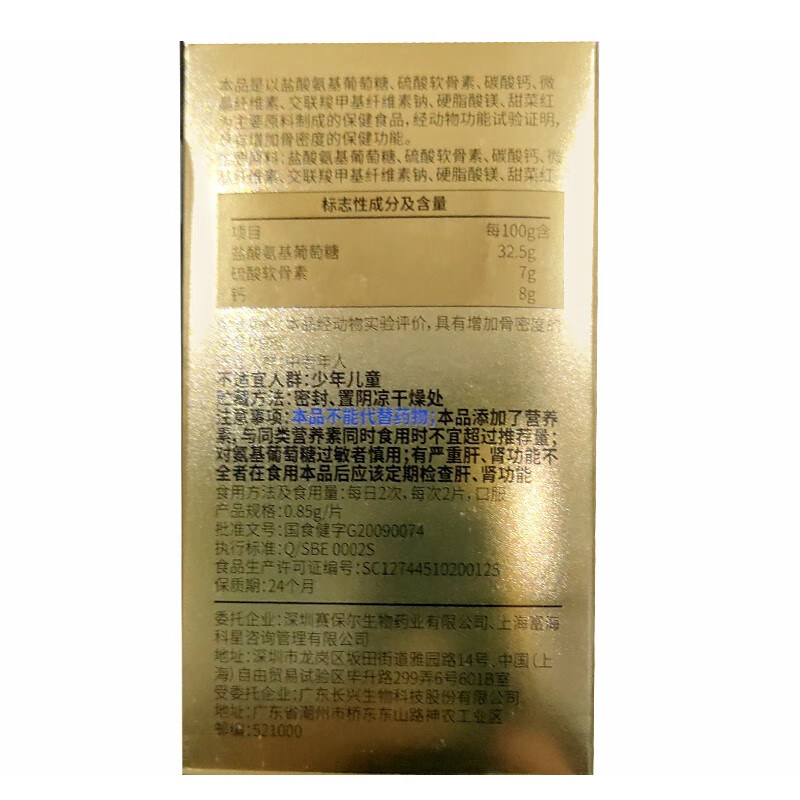 本品是以盐酸氨基葡萄糖、硫酸软骨素、碳酸钙、微
晶纤维素、交联羧甲基纤维素钠、硬脂酸镁、甜菜红
为主要原料制成的保健食品,经动物功能试验证明,
具有增加骨密度的保健功能。
主要原料:盐酸氨基葡萄糖、硫酸软骨素、碳酸钙、微
晶纤维素、交联羧甲基纤维素钠、硬脂酸镁、甜菜红
标志性成分及含量
项目 每100g含
盐酸氨基葡萄糖 32.5g
硫酸软骨素 7g
钙 8g
本品经动物实验评价,具有增加骨密度的
适宜人群:中老年人
不适宜人群:少年儿童
贮藏方法:密封、置阴凉干燥处
注意事项:本品不能代替药物;本品添加了营养
素,与同类营养素同时食用时不宜超过推荐量;
对氨基葡萄糖过敏者慎用;有严重肝、肾功能不
全者在食用本品后应该定期检查肝、肾功能
食用方法及食用量:每日2次,每次2片,口服
产品规格:0.85g/片
批准文号:国食健字G20090074
执行标准:Q/SBE 0002S
食品生产许可证编号:SC12744510200128
保质期:24个月
委托企业:深圳赛保尔生物药业有限公司、上海富海
科星咨询管理有限公司
地址:深圳市龙岗区坂田街道雅园路14号、中国(上
海)自由贸易试验区毕升路299弄6号601B室
受委托企业:广东长兴生物科技股份有限公司
地址:广东省潮州市桥东东山路神农工业区
邮编:521000